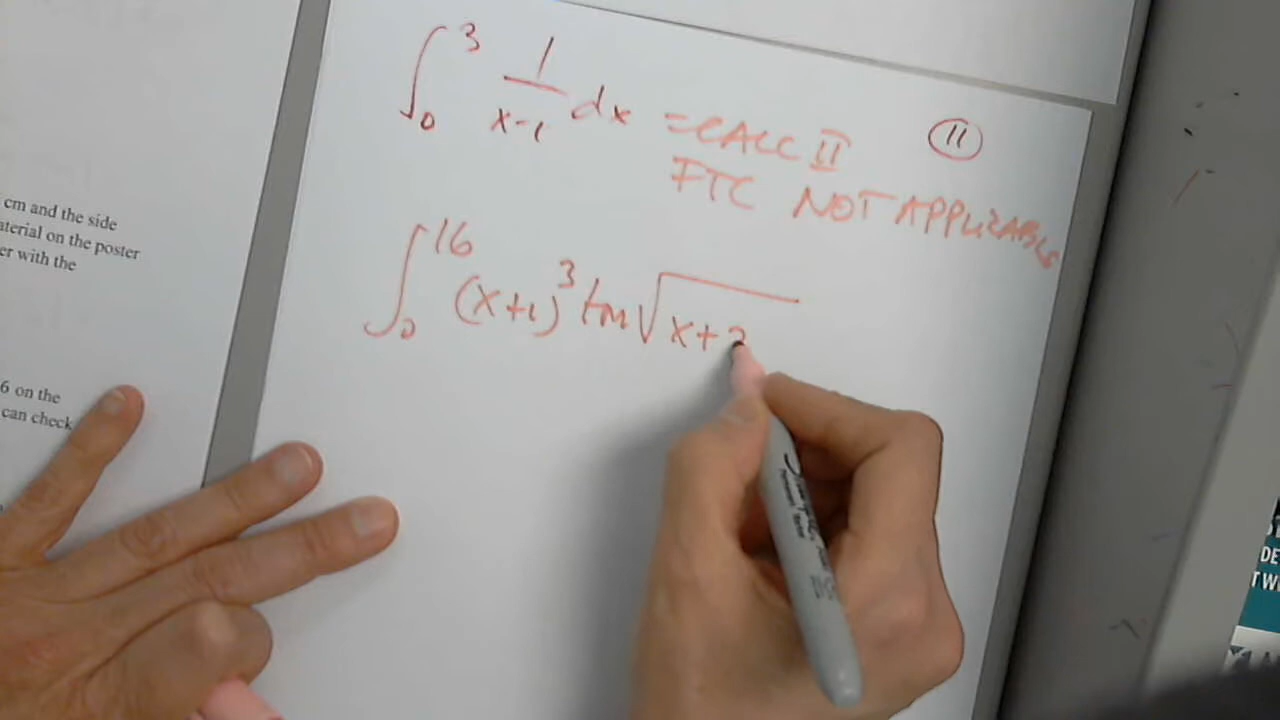 ∫₀³ 1/(x-1) dx = CALC II
⑪
FTC NOT APPLICABLE
∫₀¹⁶ (x+1)³ tan√(x+
cm and the side
aterial on the poster
er with the
6 on the
can check
DE